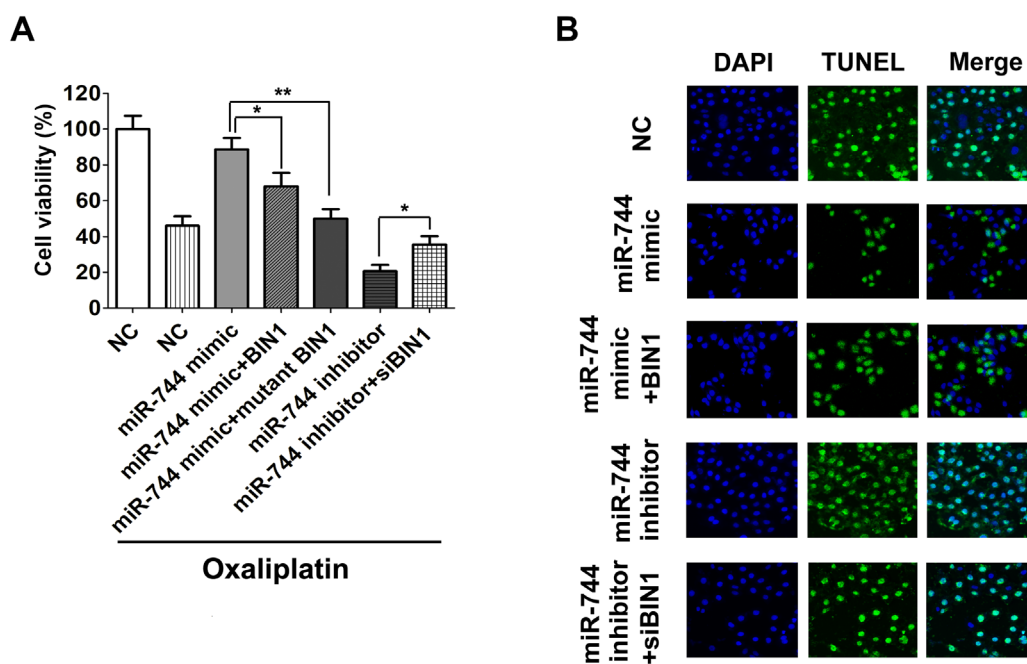 A
Cell viability (%)
120
100
80
60
40
20
0
**
*
*
NC
NC
miR-744 mimic
miR-744 mimic+BIN1
miR-744 mimic+mutant BIN1
miR-744 inhibitor
miR-744 inhibitor+siBIN1
Oxaliplatin
B
DAPI TUNEL Merge
NC
miR-744
mimic
miR-744
mimic
+BIN1
miR-744
inhibitor
miR-744
inhibitor
+siBIN1